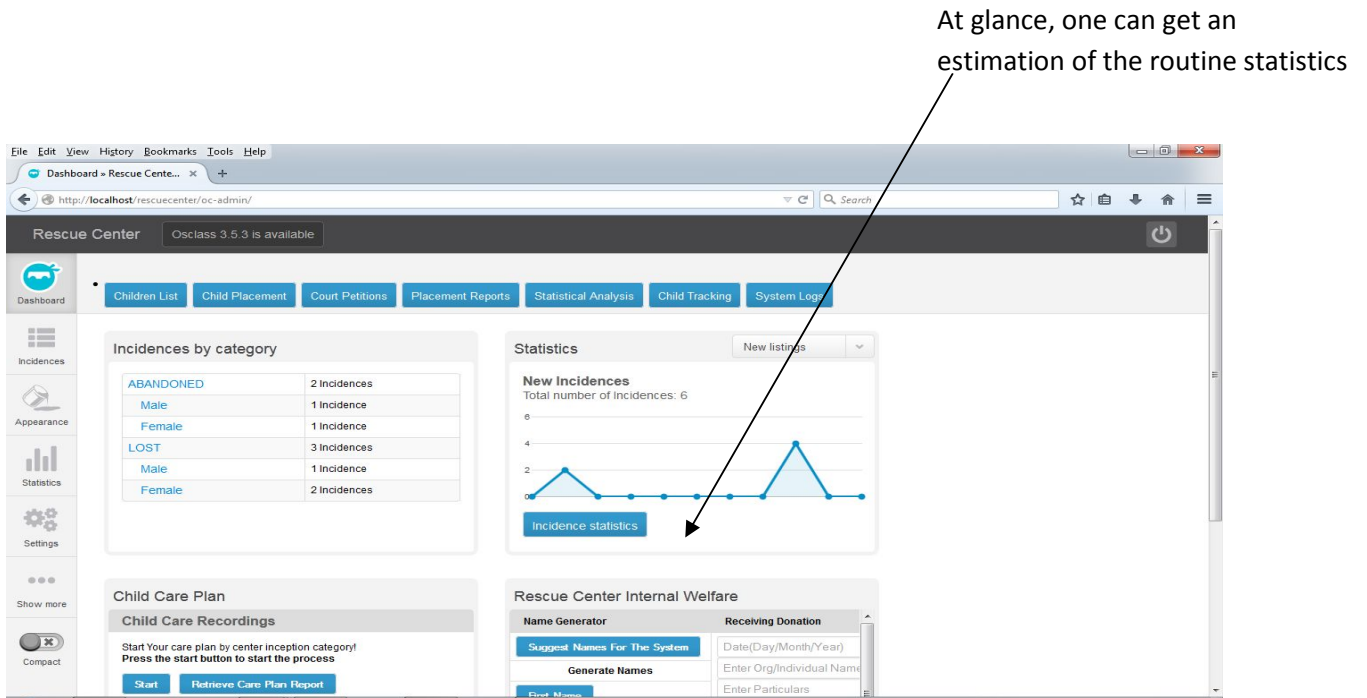 At glance, one can get an
estimation of the routine statistics
File Edit View History Bookmarks Tools Help
Dashboard » Rescue Cente... × +
http://localhost/rescuecenter/oc-admin/
Search
Rescue Center
Osclass 3.5.3 is available
Dashboard
Incidences
Appearance
Statistics
Settings
Show more
Compact
Children List
Child Placement
Court Petitions
Placement Reports
Statistical Analysis
Child Tracking
System Logs
Incidences by category
ABANDONED 2 Incidences
Male 1 Incidence
Female 1 Incidence
LOST 3 Incidences
Male 1 Incidence
Female 2 Incidences
Statistics
New listings
New Incidences
Total number of Incidences: 6
6
4
2
0
Incidence statistics
Child Care Plan
Child Care Recordings
Start Your care plan by center inception category!
Press the start button to start the process
Start
Retrieve Care Plan Report
Rescue Center Internal Welfare
Name Generator
Receiving Donation
Suggest Names For The System
Generate Names
First Name
Date(Day/Month/Year)
Enter Org/Individual Name
Enter Particulars